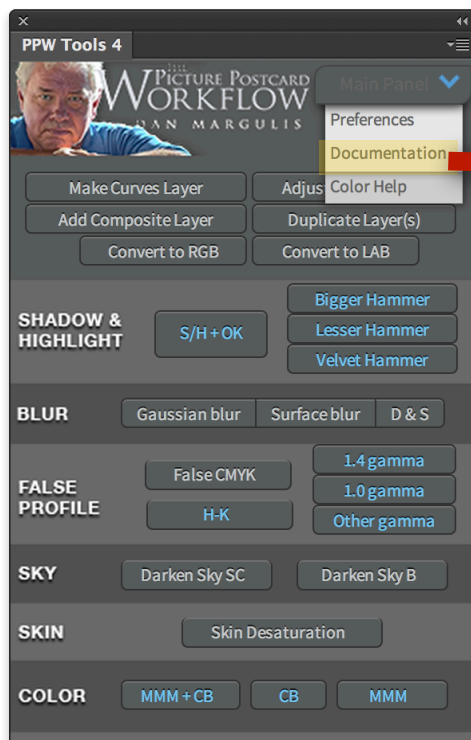 PPW Tools 4
PICTURE POSTCARD
WORKFLOW
DAN MARGULIS
Main Panel
Preferences
Documentation
Color Help
Make Curves Layer
Adjus
Add Composite Layer
Duplicate Layer(s)
Convert to RGB
Convert to LAB
SHADOW &
HIGHLIGHT
S/H + OK
Bigger Hammer
Lesser Hammer
Velvet Hammer
BLUR
Gaussian blur
Surface blur
D & S
FALSE
PROFILE
False CMYK
H-K
1.4 gamma
1.0 gamma
Other gamma
SKY
Darken Sky SC
Darken Sky B
SKIN
Skin Desaturation
COLOR
MMM + CB
CB
MMM